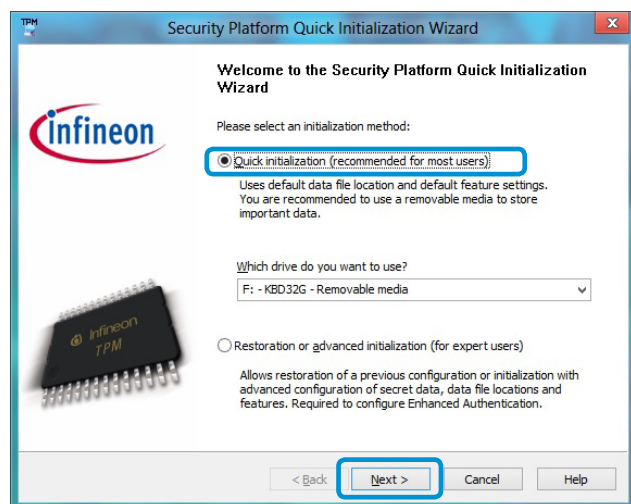 TPM
Security Platform Quick Initialization Wizard
Welcome to the Security Platform Quick Initialization
Wizard
infineon
Please select an initialization method:
Quick initialization (recommended for most users)
Uses default data file location and default feature settings.
You are recommended to use a removable media to store
important data.
Which drive do you want to use?
F: - KBD32G - Removable media
Infineon
TPM
Restoration or advanced initialization (for expert users)
Allows restoration of a previous configuration or initialization with
advanced configuration of secret data, data file locations and
features. Required to configure Enhanced Authentication.
< Back Next > Cancel Help